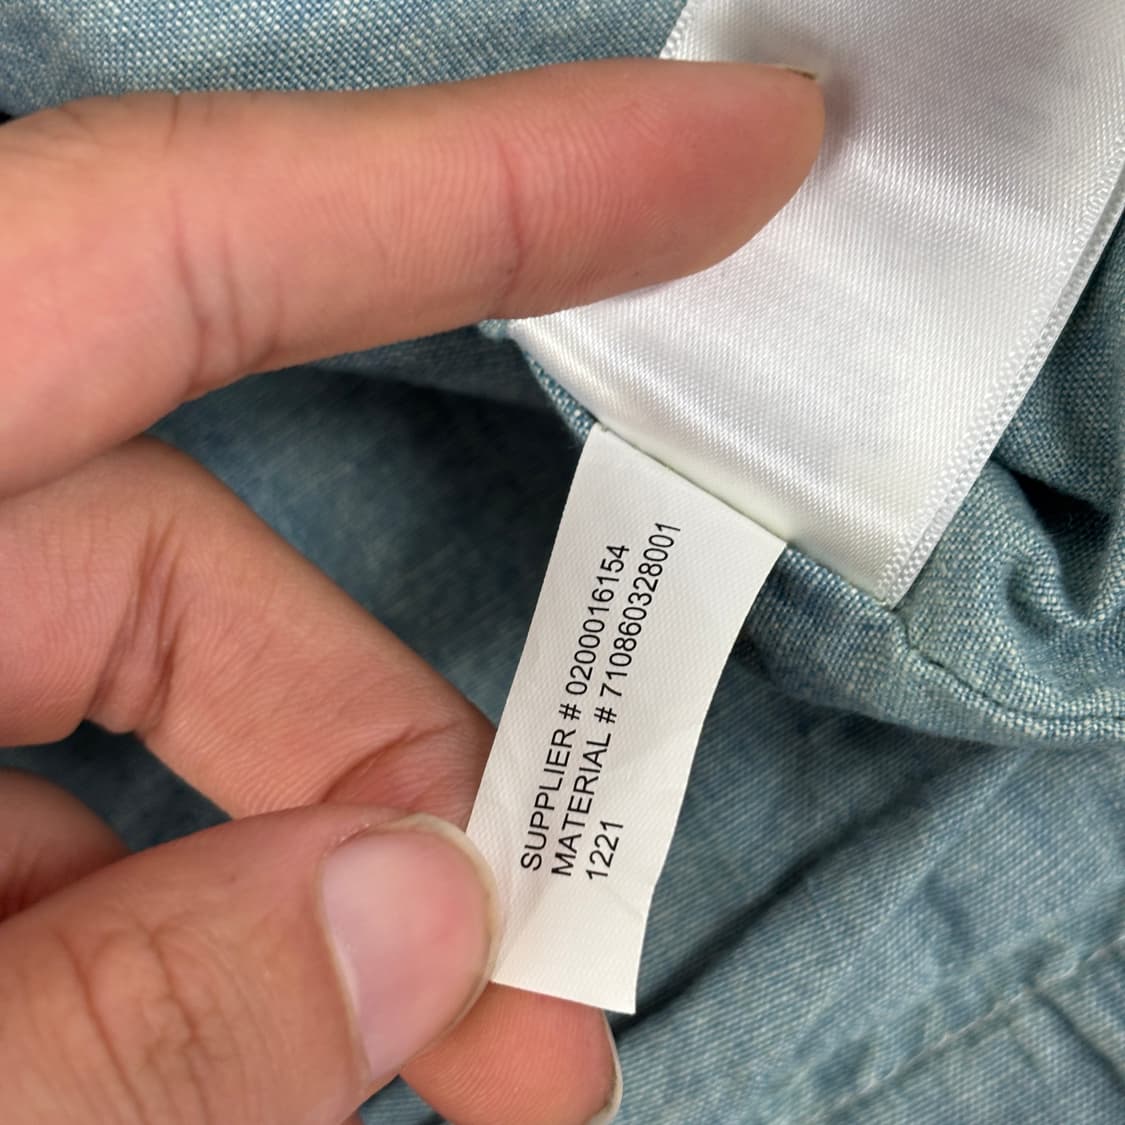 SUPPLIER # 0200016154
MATERIAL # 710860328001
1221